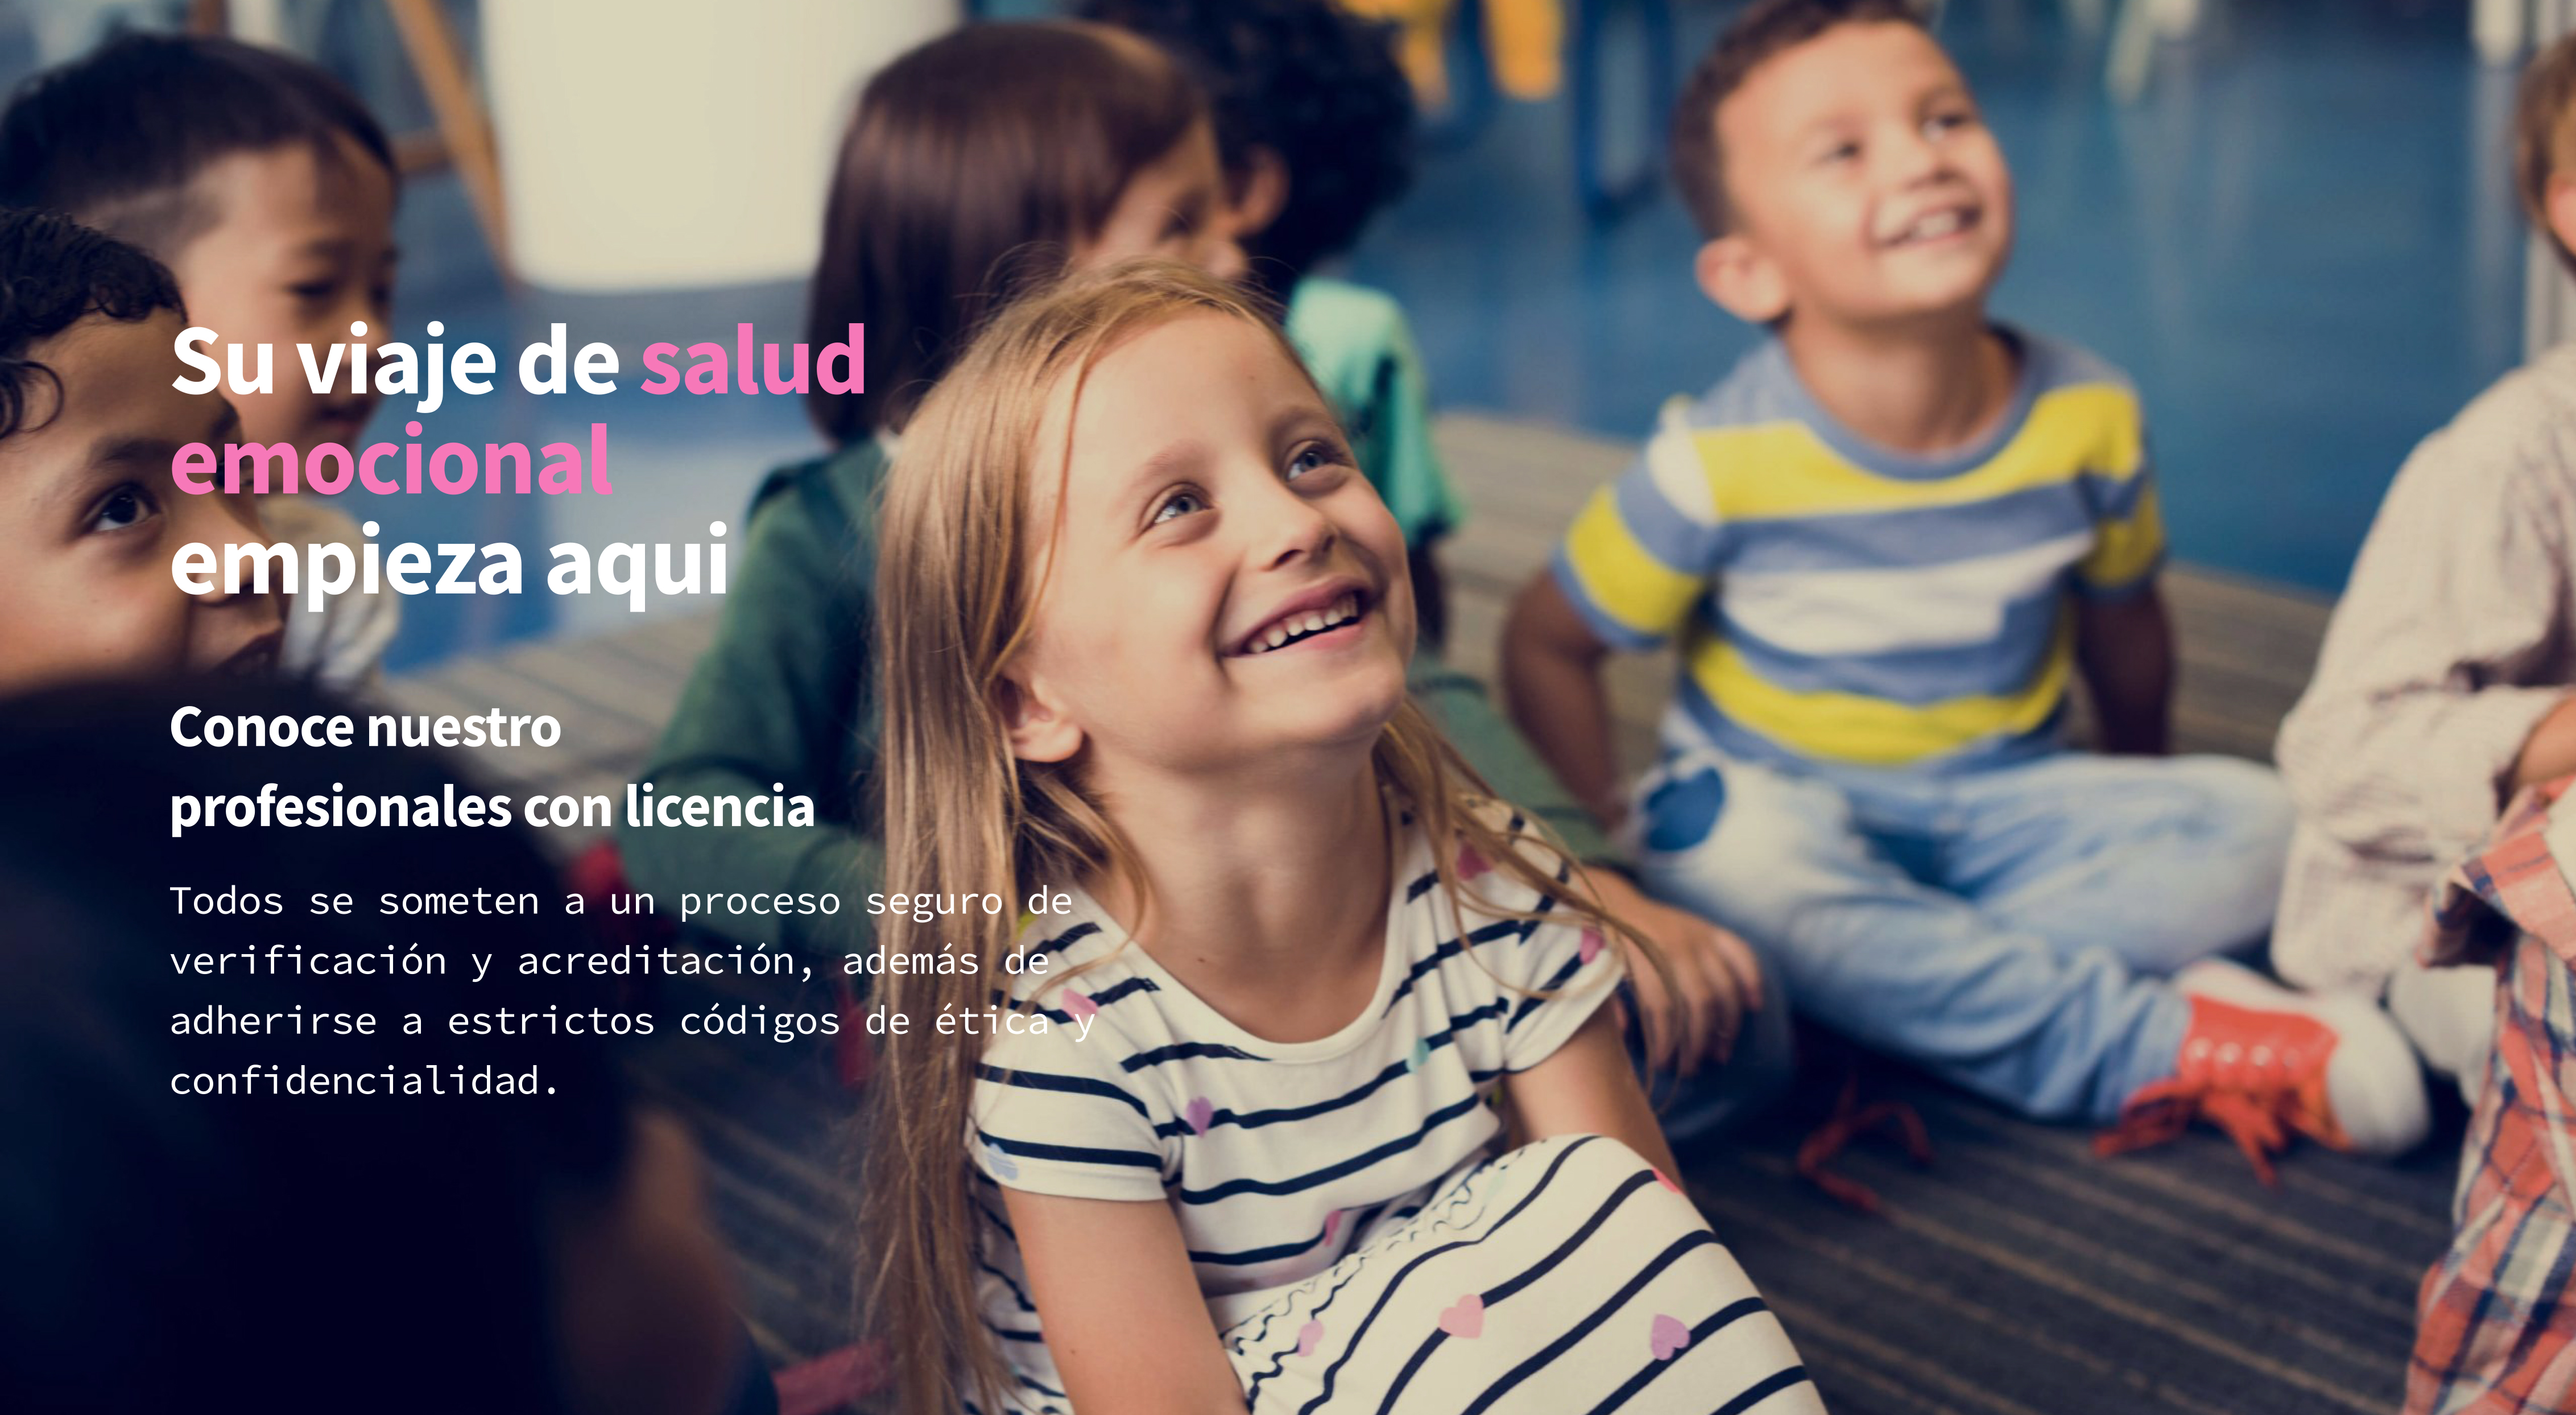 Su viaje de salud
emocional
empieza aqui
Conoce nuestro
profesionales con licencia
Todos se someten a un proceso seguro de
verificación y acreditación, además de
adherirse a estrictos códigos de ética y
confidencialidad.